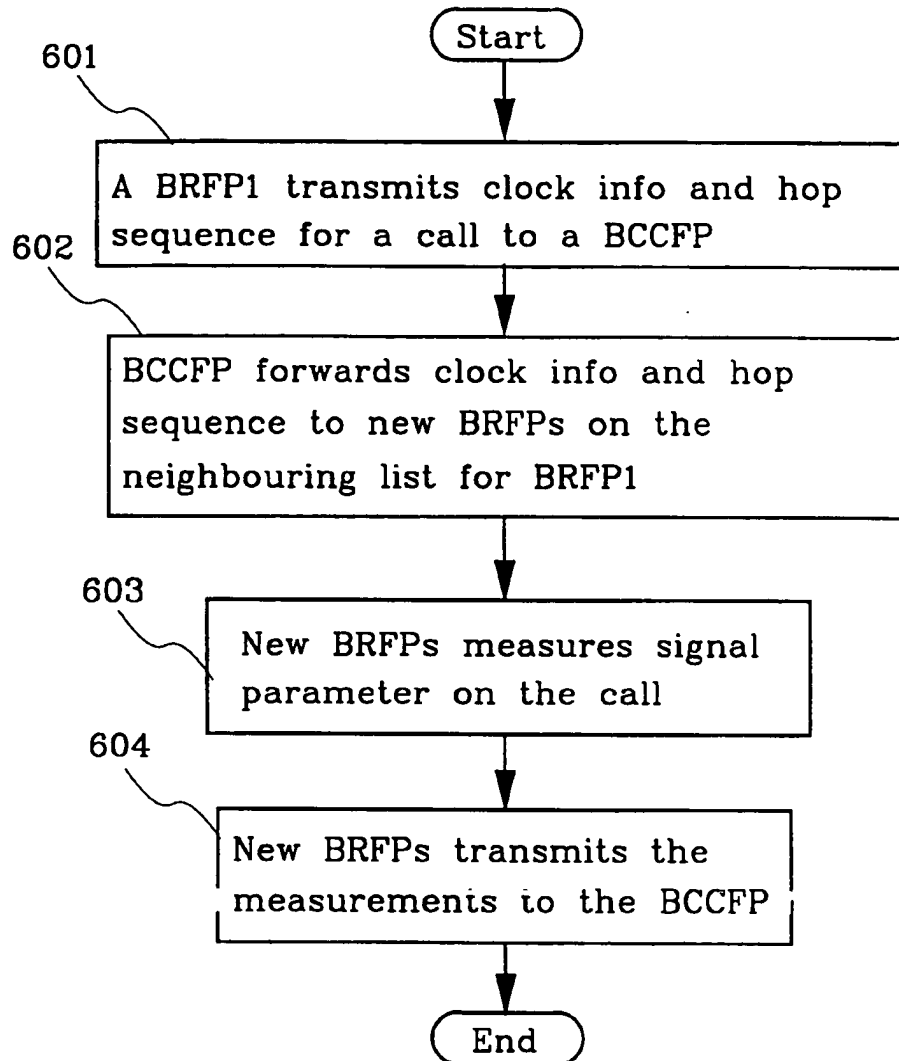 Start
601
A BRFP1 transmits clock info and hop
sequence for a call to a BCCFP
602
BCCFP forwards clock info and hop
sequence to new BRFPs on the
neighbouring list for BRFP1
603
New BRFPs measures signal
parameter on the call
604
New BRFPs transmits the
measurements to the BCCFP
End